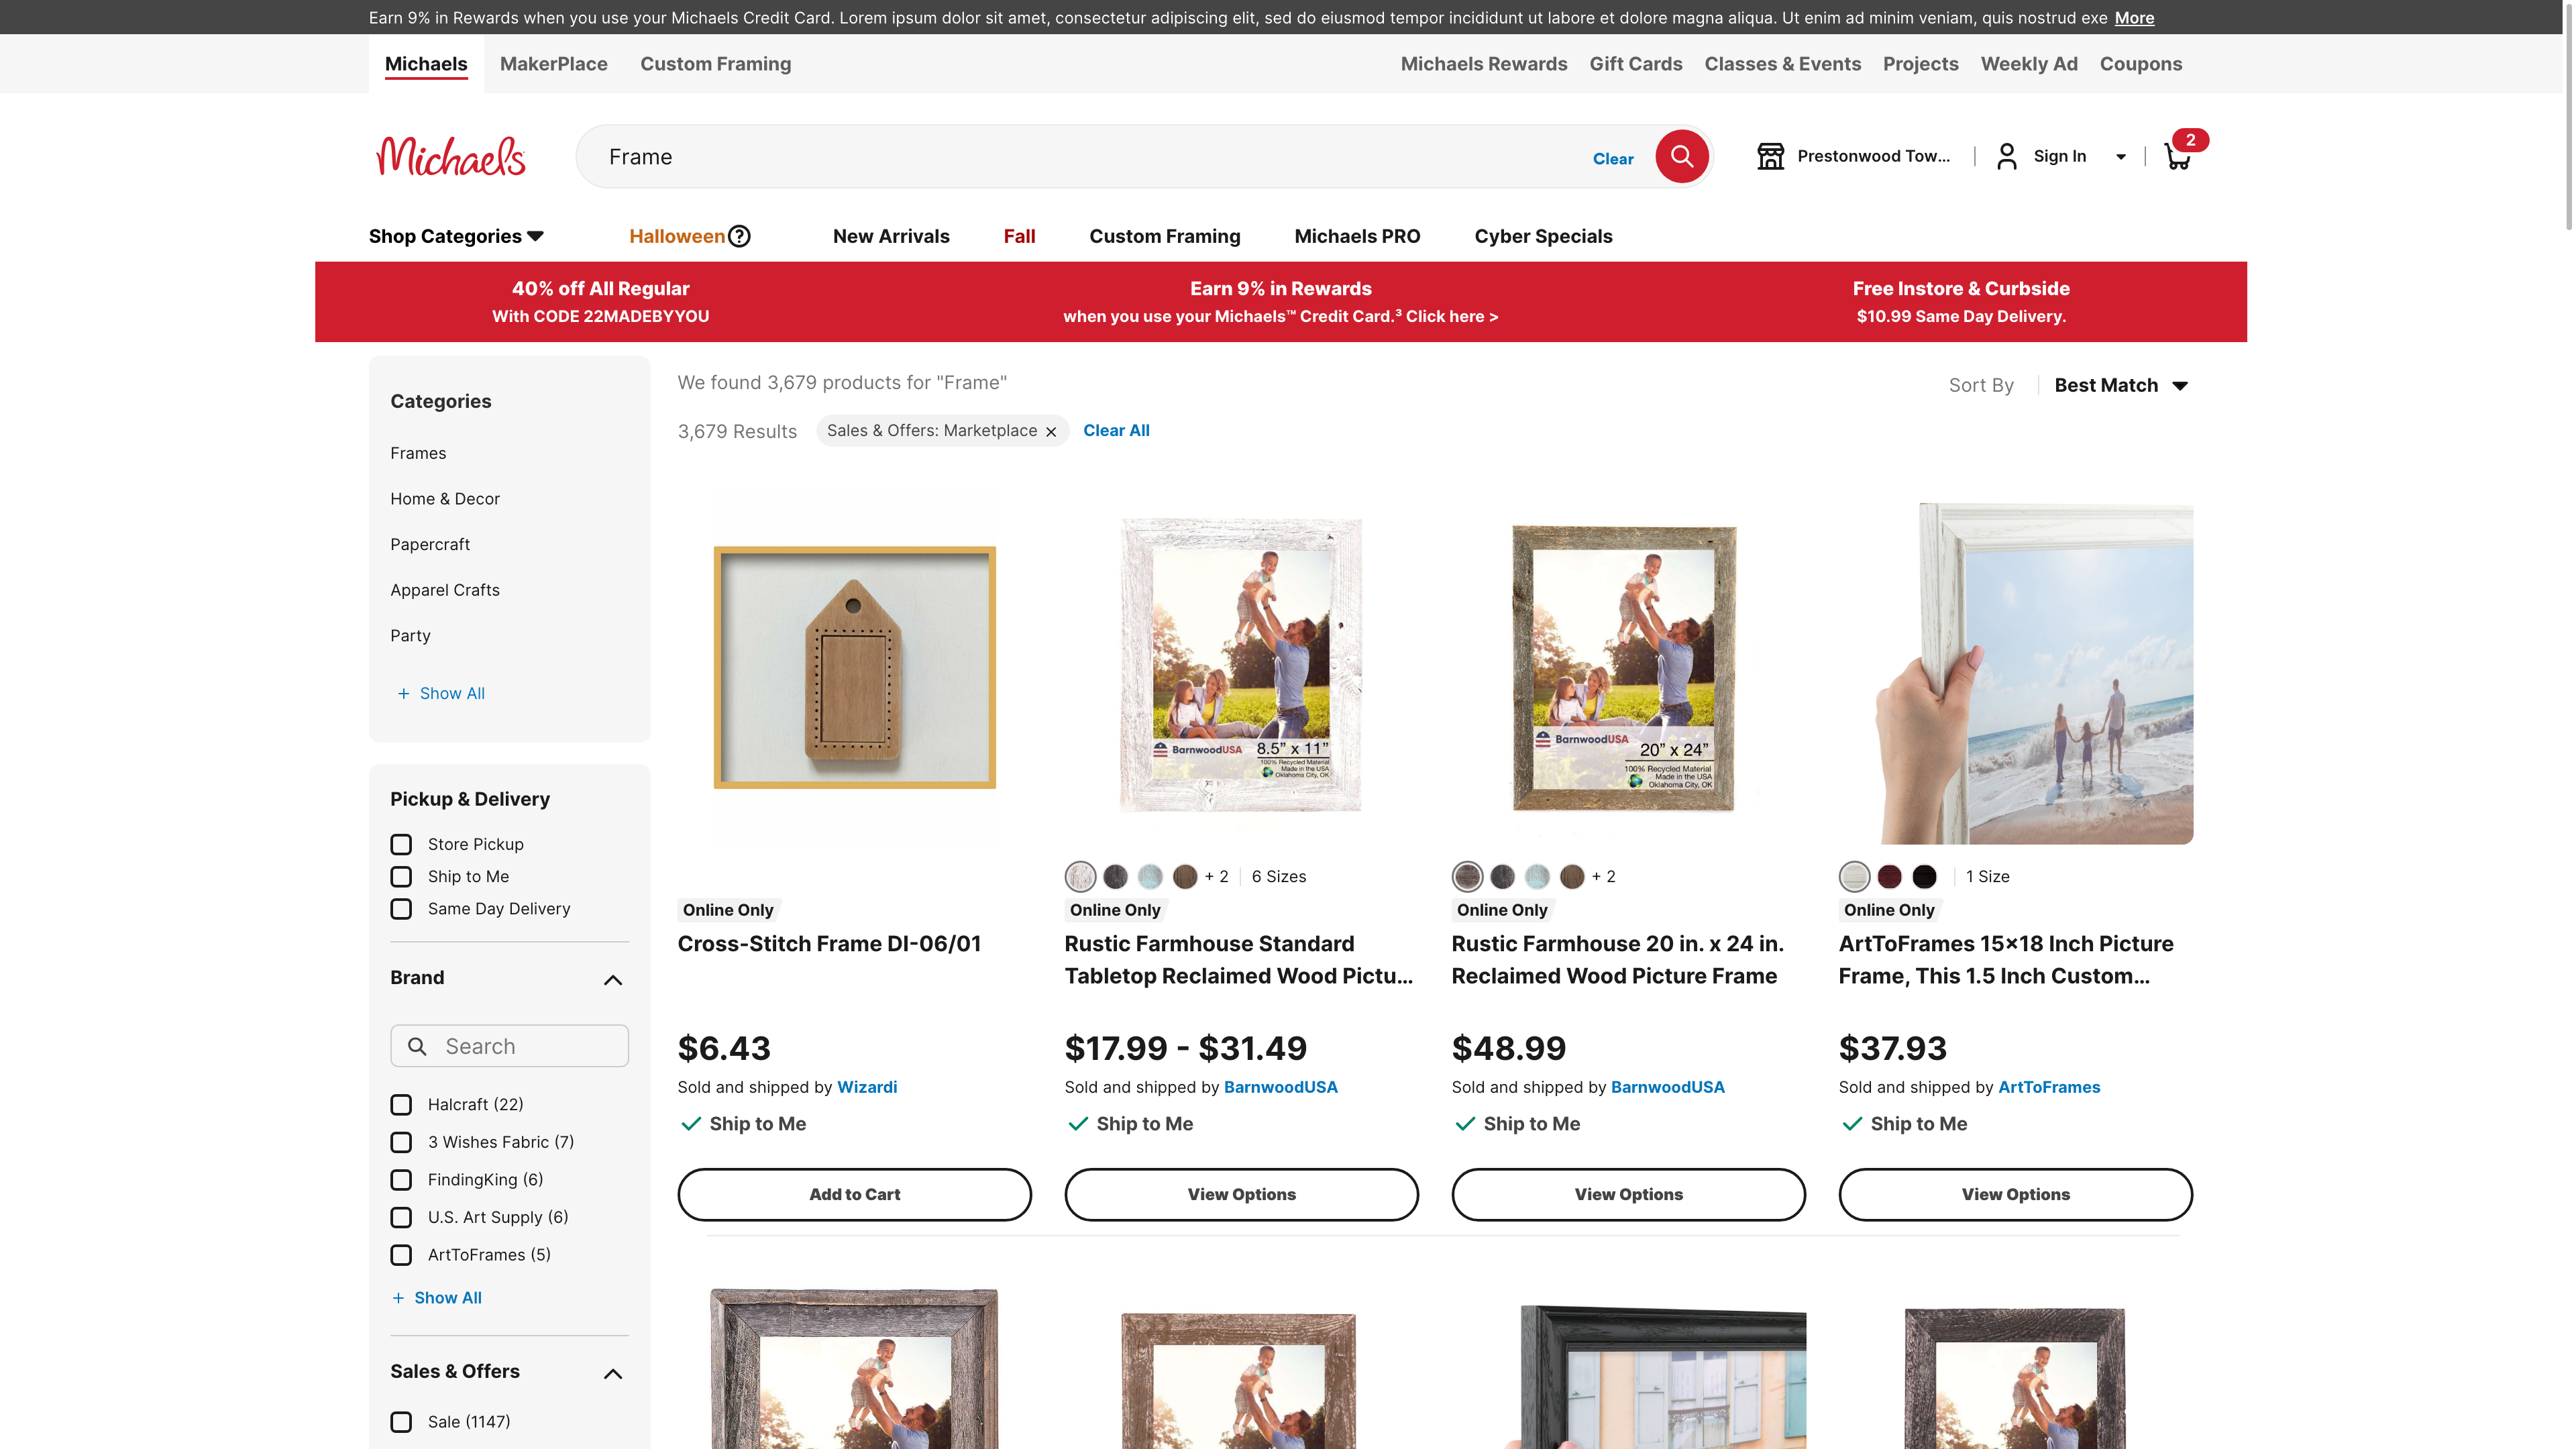 Earn 9% in Rewards when you use your Michaels Credit Card. Lorem ipsum dolor sit amet, consectetur adipiscing elit, sed do eiusmod tempor incididunt ut labore et dolore magna aliqua. Ut enim ad minim veniam, quis nostrud exe More
Michaels MakerPlace Custom Framing Michaels Rewards Gift Cards Classes & Events Projects Weekly Ad Coupons
Michaels Frame Clear Prestonwood Tow... Sign In 2
Shop Categories Halloween New Arrivals Fall Custom Framing Michaels PRO Cyber Specials
40% off All Regular
With CODE 22MADEBYYOU
Earn 9% in Rewards
when you use your Michaels™ Credit Card.³ Click here >
Free Instore & Curbside
$10.99 Same Day Delivery.
Categories
Frames
Home & Decor
Papercraft
Apparel Crafts
Party
+ Show All
Pickup & Delivery
Store Pickup
Ship to Me
Same Day Delivery
Brand
Search
Halcraft (22)
3 Wishes Fabric (7)
FindingKing (6)
U.S. Art Supply (6)
ArtToFrames (5)
+ Show All
Sales & Offers
Sale (1147)
We found 3,679 products for "Frame"
Sort By Best Match
3,679 Results Sales & Offers: Marketplace × Clear All
Online Only
Cross-Stitch Frame DI-06/01
$6.43
Sold and shipped by Wizardi
Ship to Me
Add to Cart
BarnwoodUSA 8.5” x 11”
100% Recycled Material
Made in the USA
Oklahoma City, OK
+ 2 6 Sizes
Online Only
Rustic Farmhouse Standard
Tabletop Reclaimed Wood Pictu...
$17.99 - $31.49
Sold and shipped by BarnwoodUSA
Ship to Me
View Options
BarnwoodUSA 20” x 24”
100% Recycled Material
Made in the USA
Oklahoma City, OK
+ 2
Online Only
Rustic Farmhouse 20 in. x 24 in.
Reclaimed Wood Picture Frame
$48.99
Sold and shipped by BarnwoodUSA
Ship to Me
View Options
1 Size
Online Only
ArtToFrames 15x18 Inch Picture
Frame, This 1.5 Inch Custom...
$37.93
Sold and shipped by ArtToFrames
Ship to Me
View Options